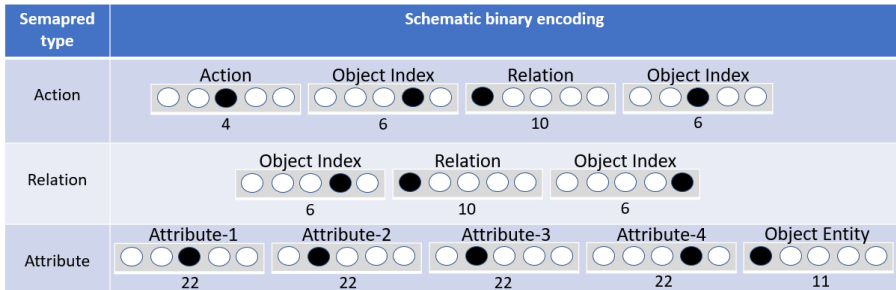 Semapred type Schematic binary encoding
Action Action Object Index Relation Object Index
4 6 10 6
Relation Object Index Relation Object Index
6 10 6
Attribute Attribute-1 Attribute-2 Attribute-3 Attribute-4 Object Entity
22 22 22 22 11